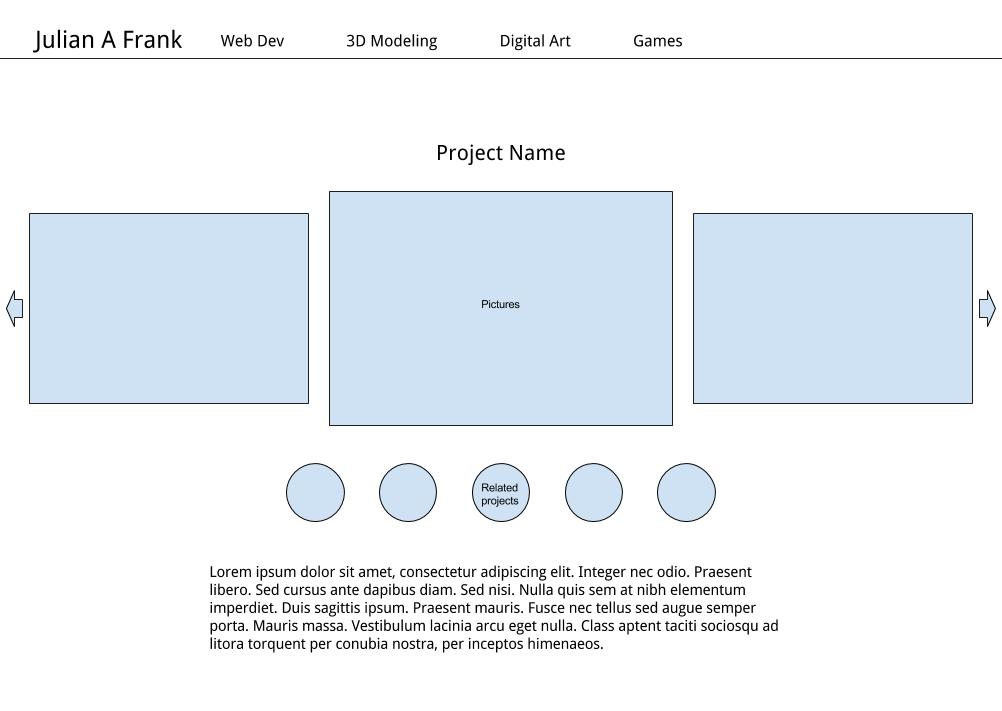 Julian A Frank Web Dev 3D Modeling Digital Art Games
Project Name
Pictures
Related
projects
Lorem ipsum dolor sit amet, consectetur adipiscing elit. Integer nec odio. Praesent
libero. Sed cursus ante dapibus diam. Sed nisi. Nulla quis sem at nibh elementum
imperdiet. Duis sagittis ipsum. Praesent mauris. Fusce nec tellus sed augue semper
porta. Mauris massa. Vestibulum lacinia arcu eget nulla. Class aptent taciti sociosqu ad
litora torquent per conubia nostra, per inceptos himenaeos.